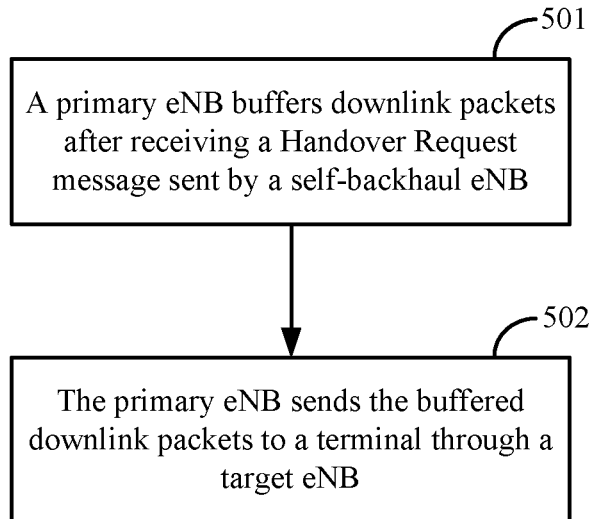 501
A primary eNB buffers downlink packets
after receiving a Handover Request
message sent by a self-backhaul eNB
502
The primary eNB sends the buffered
downlink packets to a terminal through a
target eNB